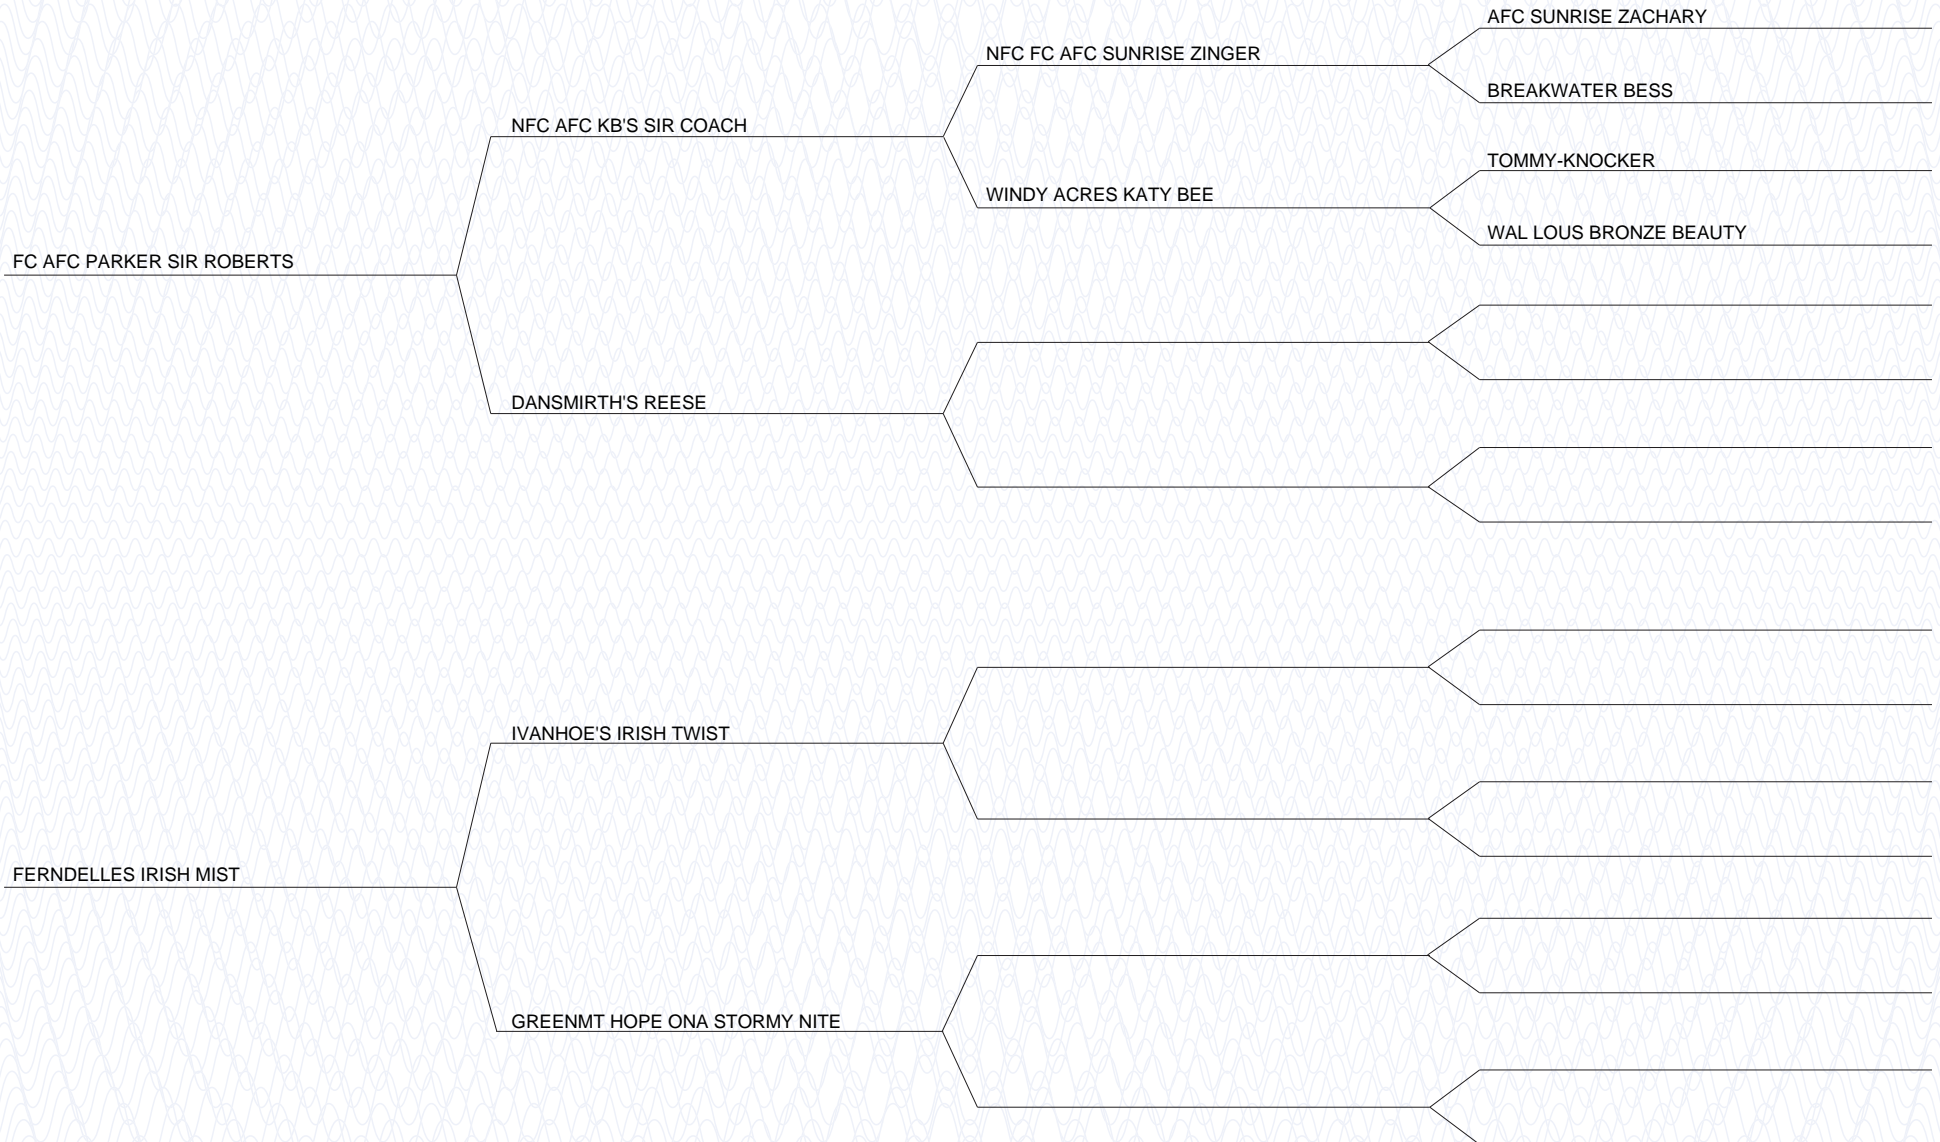 AFC SUNRISE ZACHARY
NFC FC AFC SUNRISE ZINGER
BREAKWATER BESS
NFC AFC KB'S SIR COACH
TOMMY-KNOCKER
WINDY ACRES KATY BEE
WAL LOUS BRONZE BEAUTY
FC AFC PARKER SIR ROBERTS
DANSMIRTH'S REESE
IVANHOE'S IRISH TWIST
FERNDELLES IRISH MIST
GREENMT HOPE ONA STORMY NITE